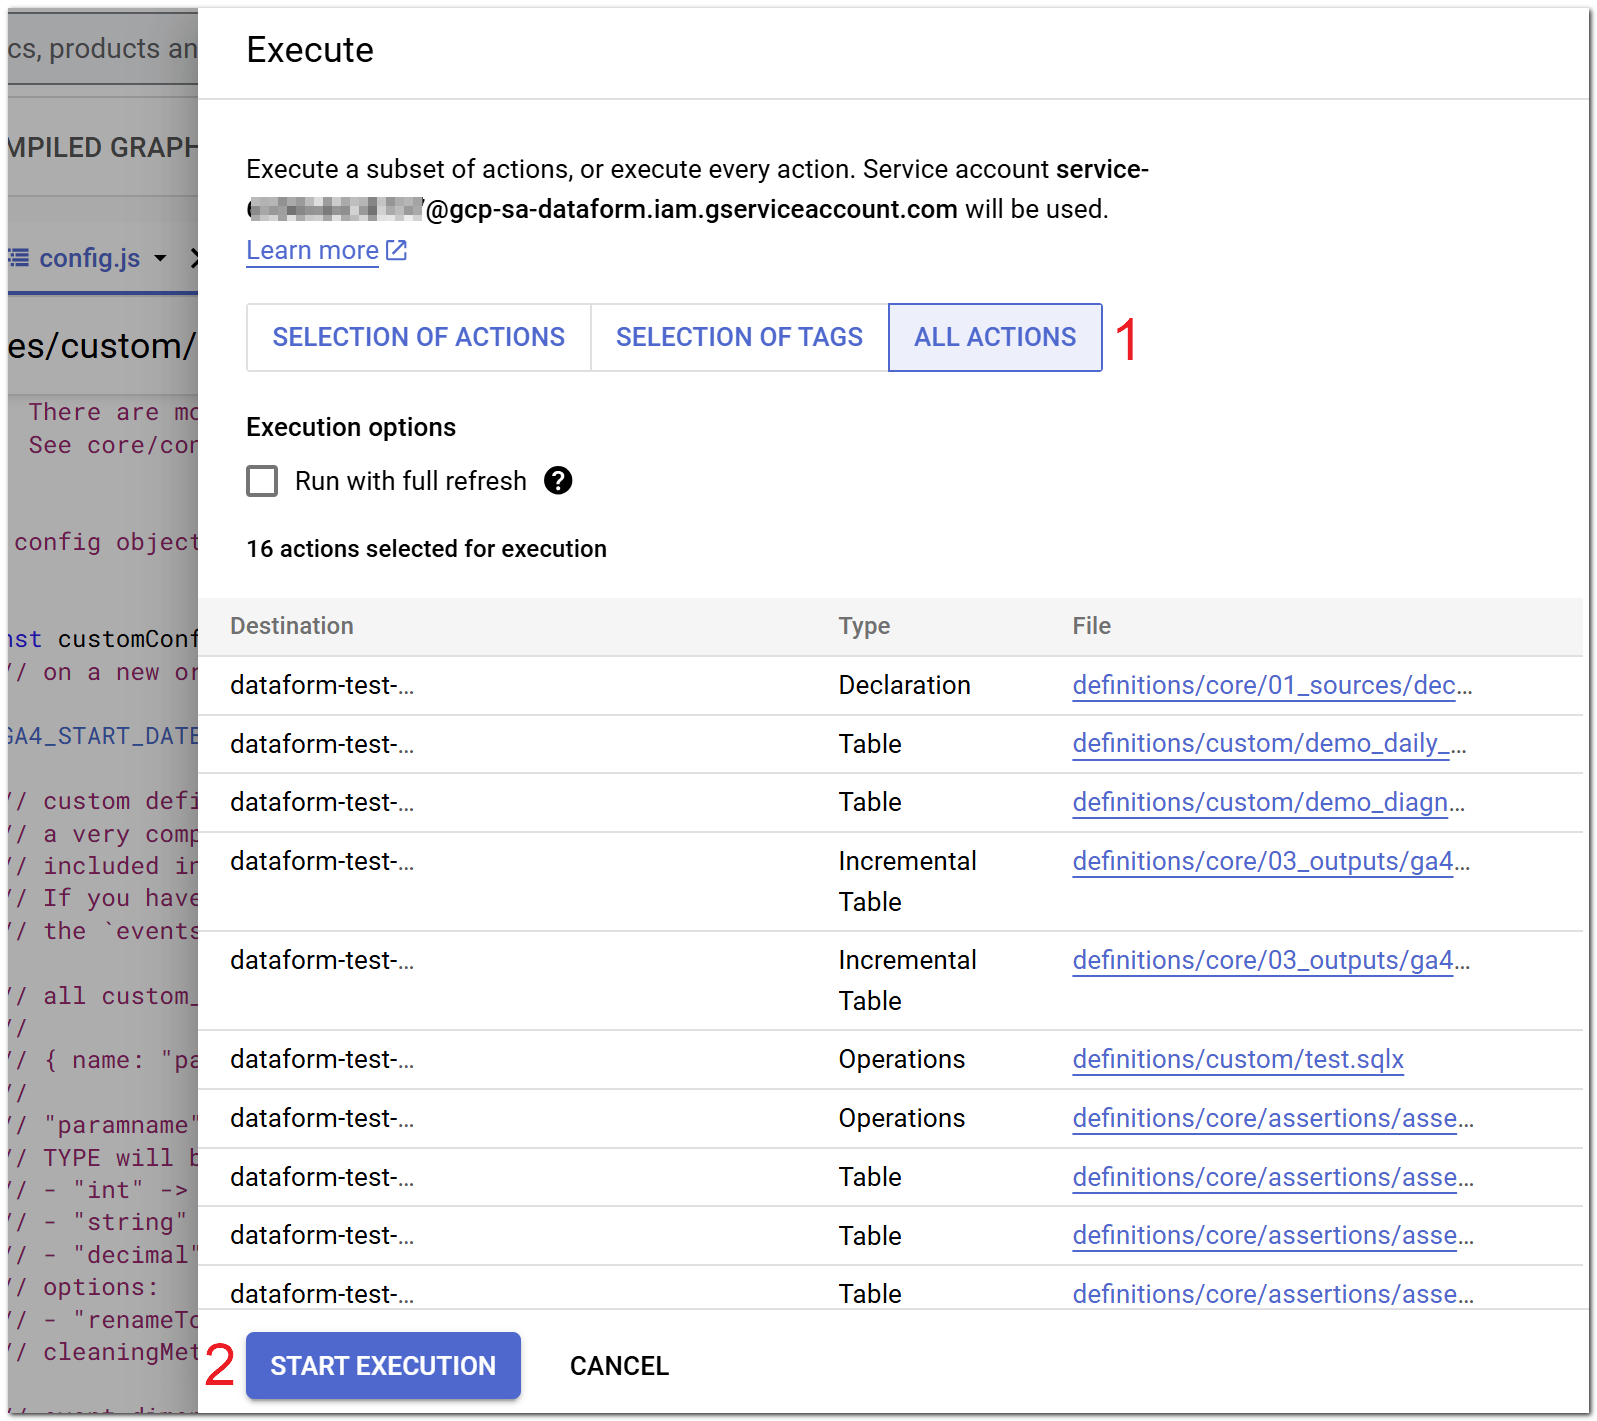 cs, products an
MPILED GRAPH
config.js
es/custom/
There are mo
See core/con
config object
nst customConf
// on a new or
GA4_START_DATE
// custom defi
// a very comp
// included in
// If you have
// the `events
// all custom_
//
// { name: "pa
//
// "paramname"
// TYPE will b
// - "int" ->
// - "string"
// - "decimal"
// options:
// - "renameTo
// cleaningMet
Execute
Execute a subset of actions, or execute every action. Service account service-
@gcp-sa-dataform.iam.gserviceaccount.com will be used.
Learn more
SELECTION OF ACTIONS SELECTION OF TAGS ALL ACTIONS 1
Execution options
Run with full refresh ?
16 actions selected for execution
Destination Type File
dataform-test-... Declaration definitions/core/01_sources/dec...
dataform-test-... Table definitions/custom/demo_daily_...
dataform-test-... Table definitions/custom/demo_diagn...
dataform-test-... Incremental Table definitions/core/03_outputs/ga4...
dataform-test-... Incremental Table definitions/core/03_outputs/ga4...
dataform-test-... Operations definitions/custom/test.sqlx
dataform-test-... Operations definitions/core/assertions/asse...
dataform-test-... Table definitions/core/assertions/asse...
dataform-test-... Table definitions/core/assertions/asse...
dataform-test-... Table definitions/core/assertions/asse...
2 START EXECUTION CANCEL